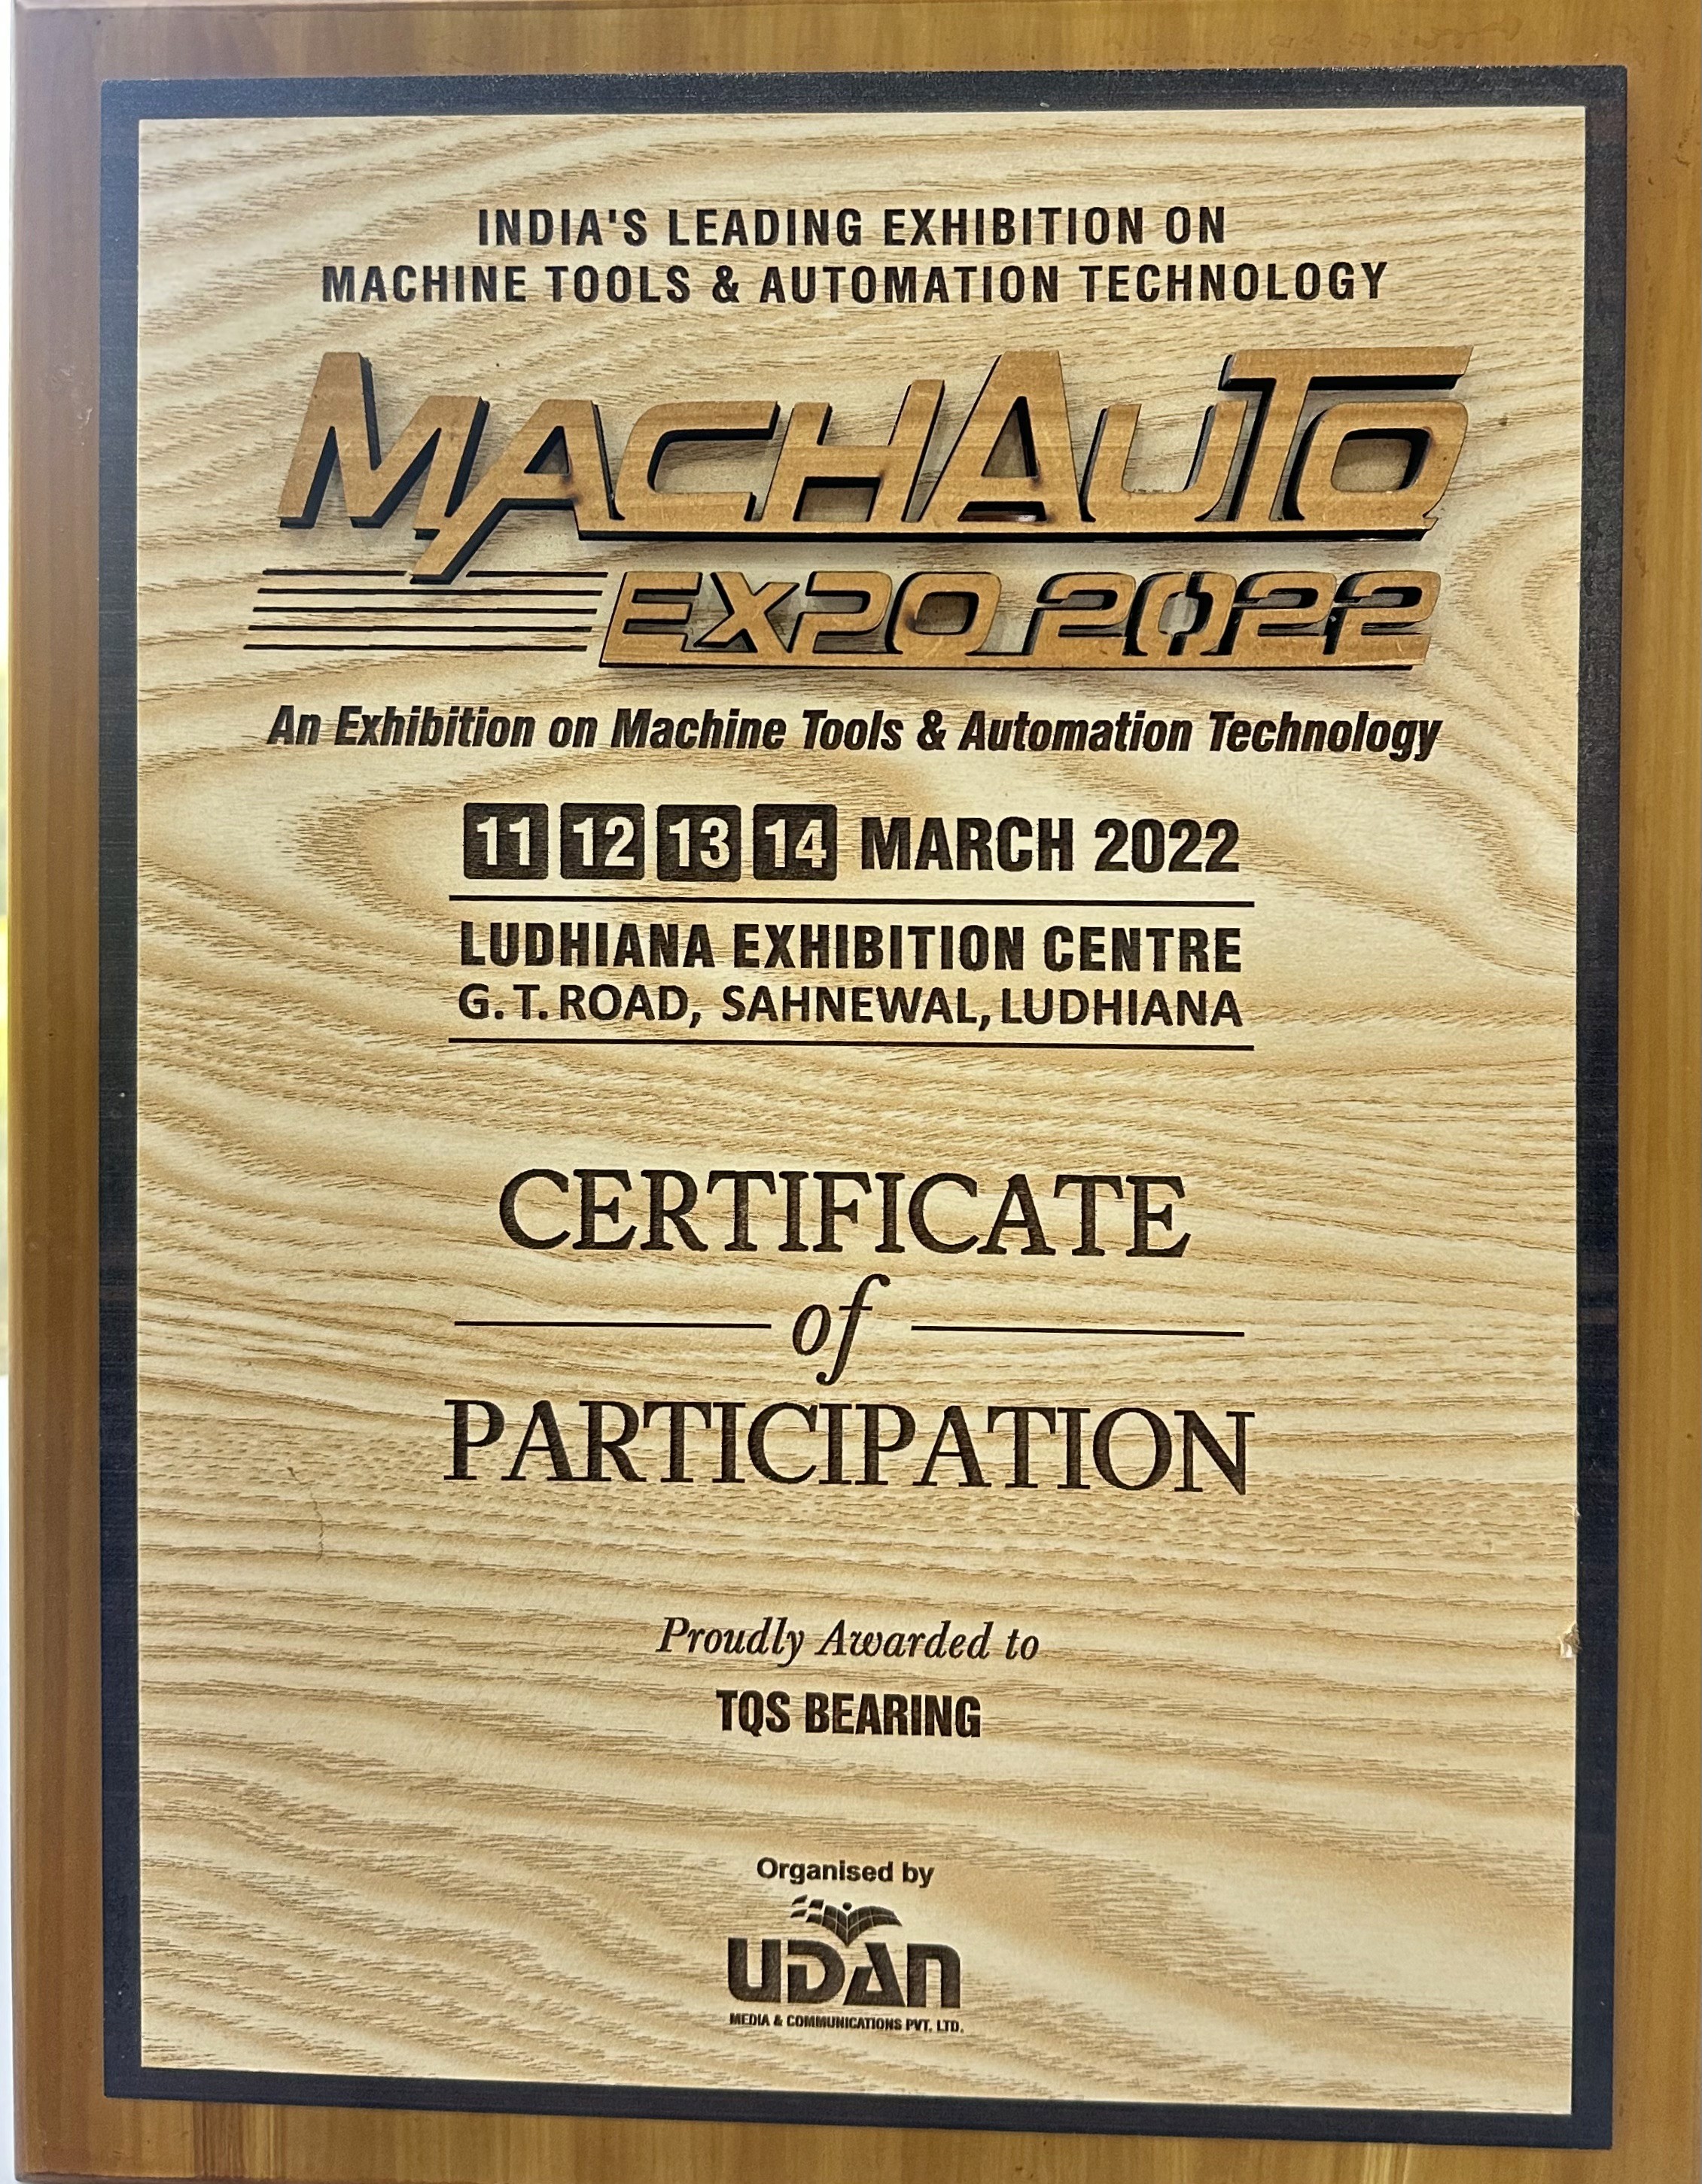 INDIA'S LEADING EXHIBITION ON
MACHINE TOOLS & AUTOMATION TECHNOLOGY
MACHAUTO
EXPO 2022
An Exhibition on Machine Tools & Automation Technology
11 12 13 14 MARCH 2022
LUDHIANA EXHIBITION CENTRE
G.T. ROAD, SAHNEWAL, LUDHIANA
CERTIFICATE
of
PARTICIPATION
Proudly Awarded to
TQS BEARING
Organised by
UDAN
MEDIA & COMMUNICATIONS PVT. LTD.